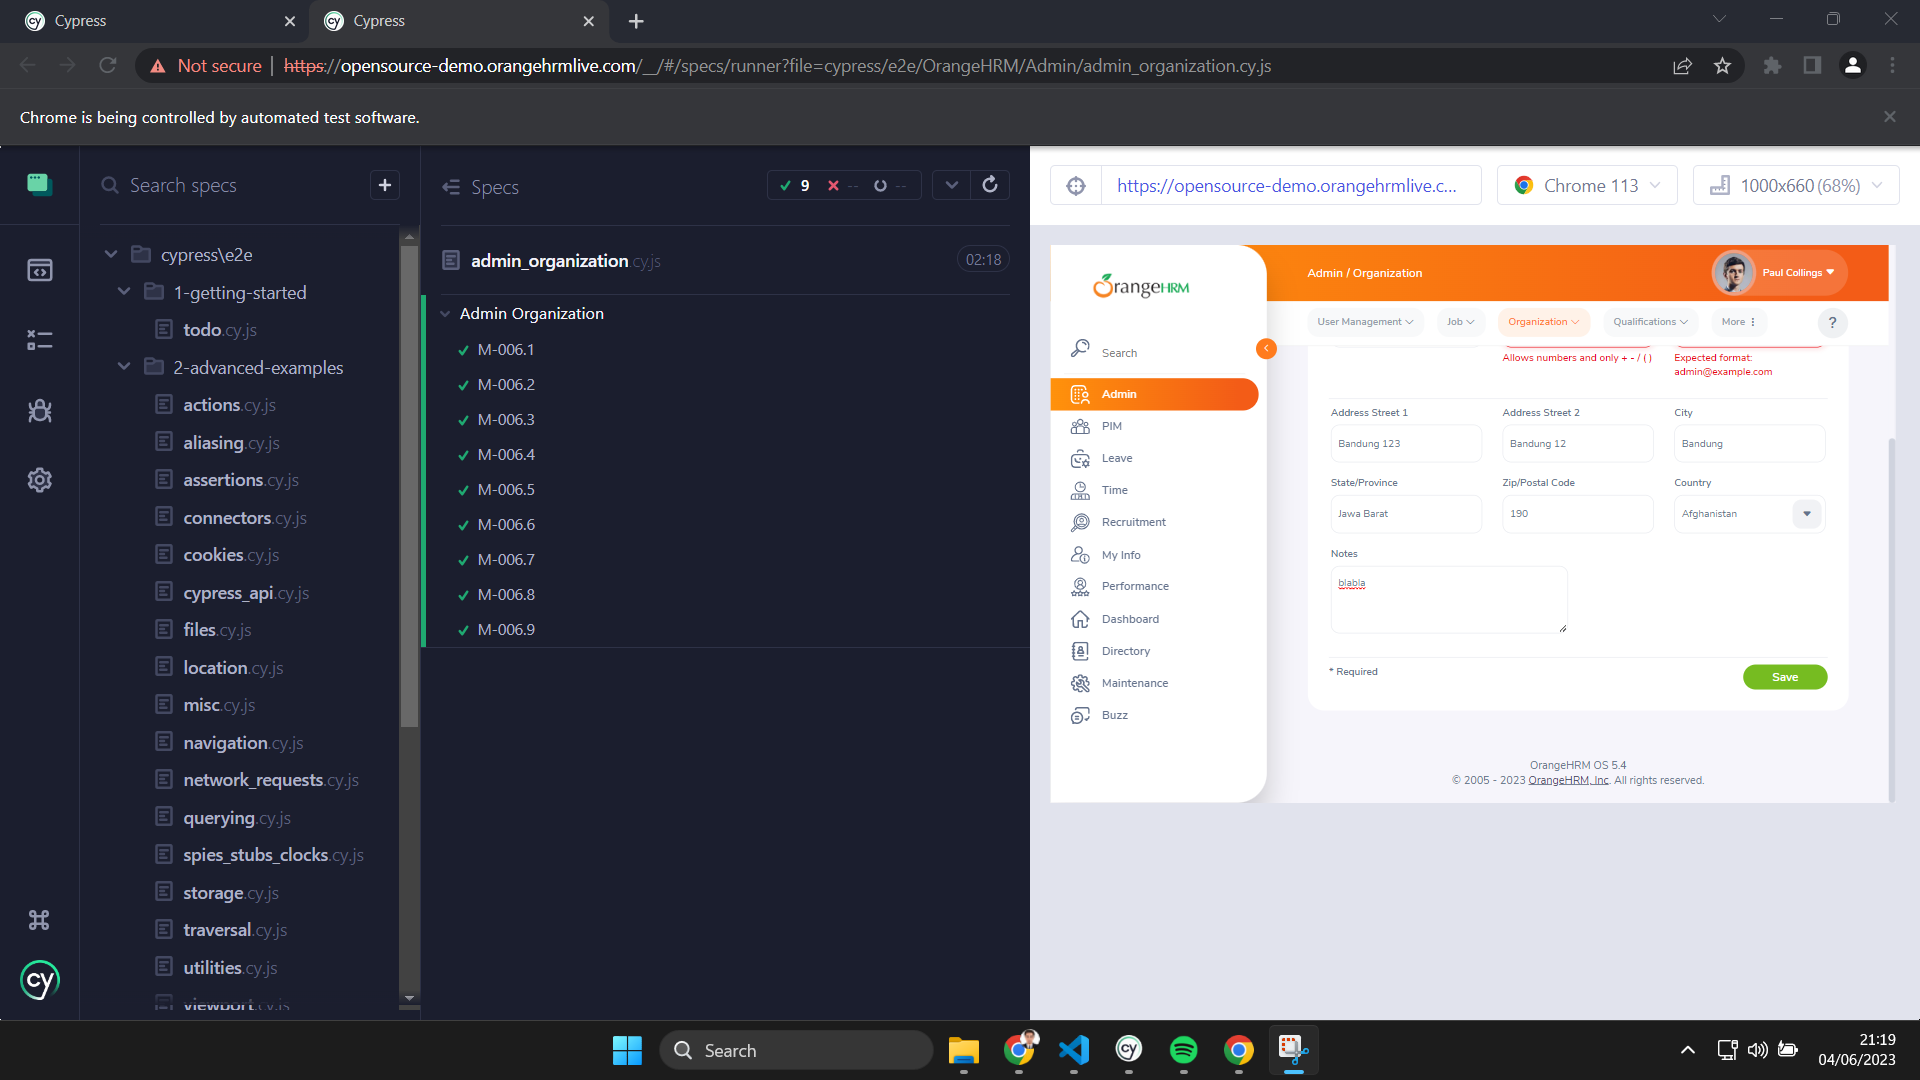 Cypress
Cypress
Not secure | https://opensource-demo.orangehrmlive.com/__/#/specs/runner?file=cypress/e2e/OrangeHRM/Admin/admin_organization.cy.js
Chrome is being controlled by automated test software.
Search specs
cypress\e2e
1-getting-started
todo.cy.js
2-advanced-examples
actions.cy.js
aliasing.cy.js
assertions.cy.js
connectors.cy.js
cookies.cy.js
cypress_api.cy.js
files.cy.js
location.cy.js
misc.cy.js
navigation.cy.js
network_requests.cy.js
querying.cy.js
spies_stubs_clocks.cy.js
storage.cy.js
traversal.cy.js
utilities.cy.js
viewport.cy.js
cy
Specs
9 -- --
admin_organization.cy.js 02:18
Admin Organization
M-006.1
M-006.2
M-006.3
M-006.4
M-006.5
M-006.6
M-006.7
M-006.8
M-006.9
https://opensource-demo.orangehrmlive.c...
Chrome 113
1000x660 (68%)
OrangeHRM
Admin / Organization
Paul Collings
User Management
Job
Organization
Qualifications
More
?
Search
Admin
PIM
Leave
Time
Recruitment
My Info
Performance
Dashboard
Directory
Maintenance
Buzz
Allows numbers and only + - / ( )
Expected format:
admin@example.com
Address Street 1
Bandung 123
Address Street 2
Bandung 12
City
Bandung
State/Province
Jawa Barat
Zip/Postal Code
190
Country
Afghanistan
Notes
blabla
* Required
Save
OrangeHRM OS 5.4
© 2005 - 2023 OrangeHRM, Inc. All rights reserved.
Search
21:19
04/06/2023